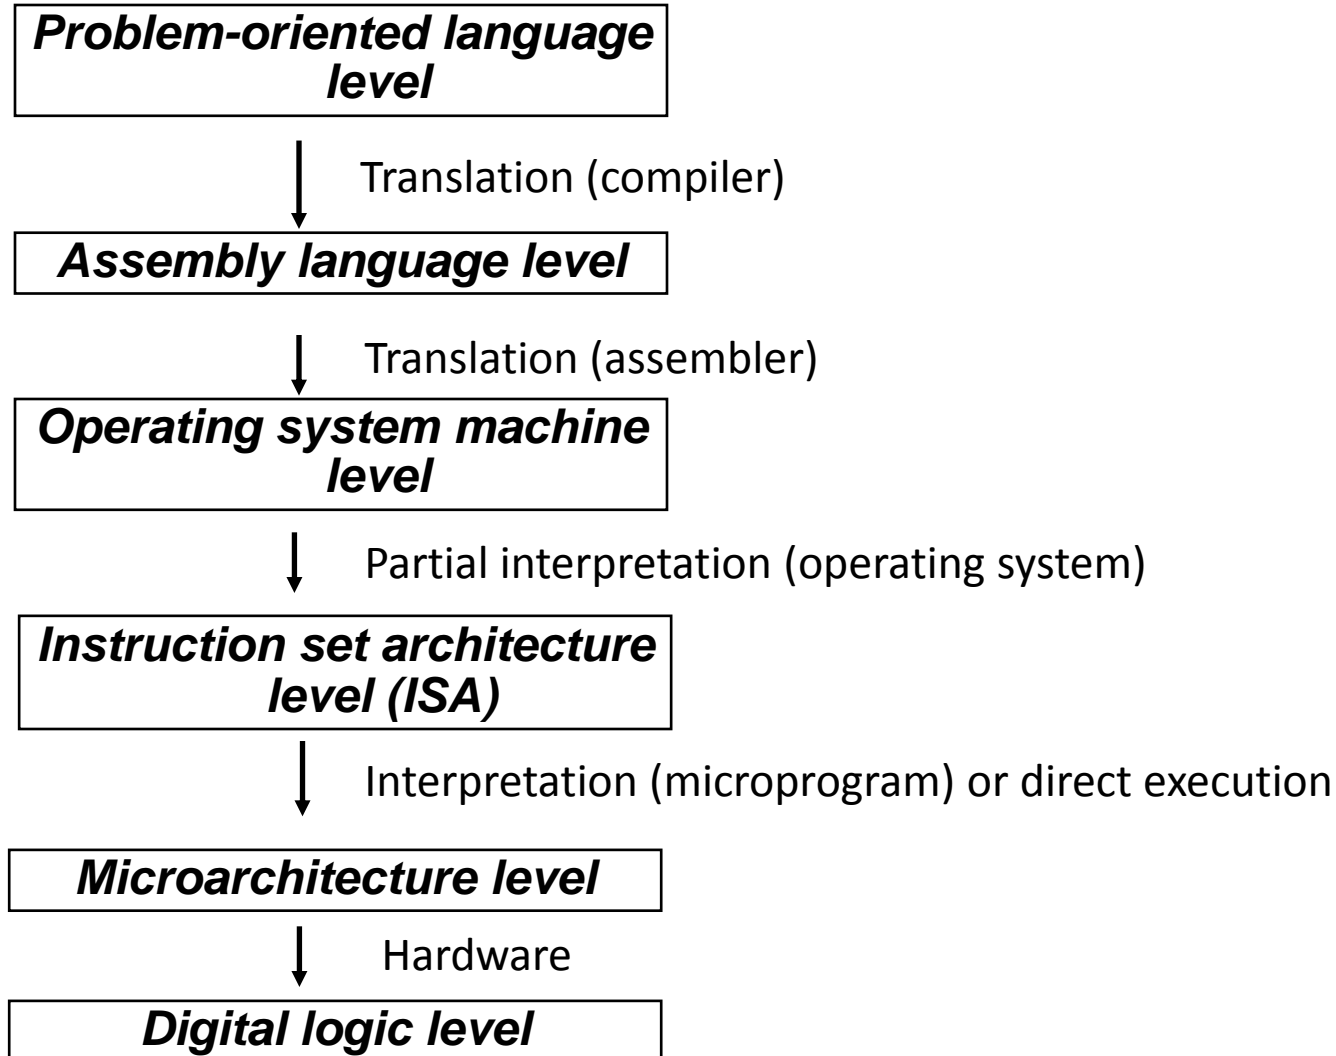 Problem-oriented language
level
Translation (compiler)
Assembly language level
Translation (assembler)
Operating system machine
level
Partial interpretation (operating system)
Instruction set architecture
level (ISA)
Interpretation (microprogram) or direct execution
Microarchitecture level
Hardware
Digital logic level